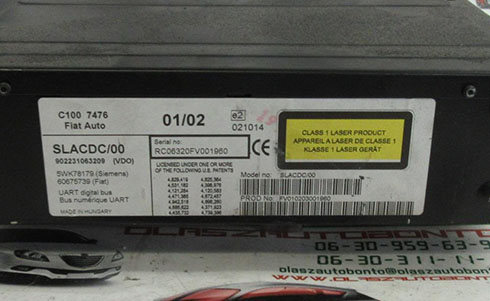 C100 7476
Fiat Auto
SLACDC/00
902231063209 (VDO)
5WK78179 (Siemens)
60675739 (Fiat)
UART digital bus
Bus numérique UART
MADE IN HUNGARY
01/02
e2
021014
Serial no:
RC06320FV001960
CE
LICENSED UNDER ONE OR MORE
OF THE FOLLOWING U.S. PATENTS
Model no:
SLACDC/00
PROD No
FV010203001960
CLASS 1 LASER PRODUCT
APPAREIL A LASER DE CLASSE 1
KLASSE 1 LASER GERÄT
06-30-959-63-9
06-30-311-11-
olaszautobonto@